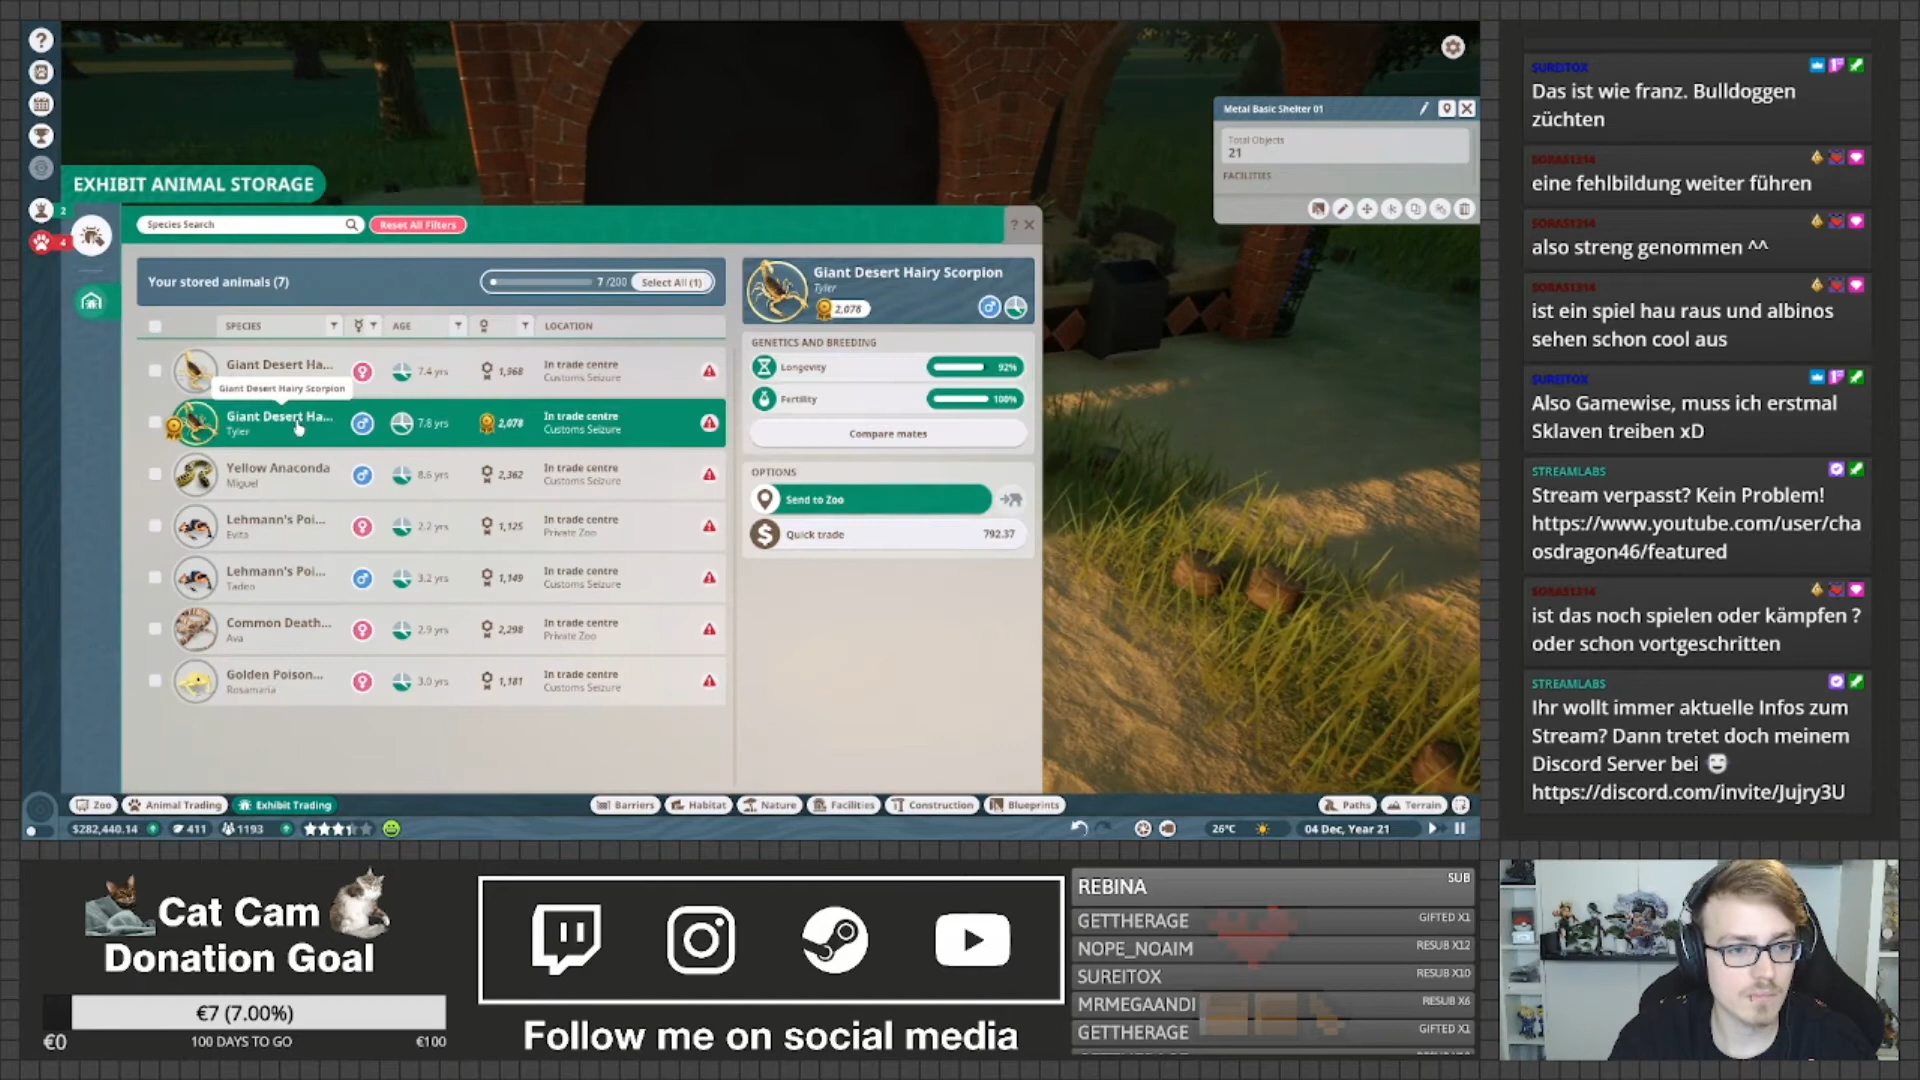 EXHIBIT ANIMAL STORAGE
2
4
Species Search
Reset All Filters
?
Your stored animals (7)
7 /200
Select All (1)
SPECIES
AGE
LOCATION
Giant Desert Ha...
7.4 yrs
1,968
In trade centre
Customs Seizure
Giant Desert Hairy Scorpion
Giant Desert Ha...
Tyler
7.8 yrs
2,078
In trade centre
Customs Seizure
Yellow Anaconda
Miguel
8.6 yrs
2,362
In trade centre
Customs Seizure
Lehmann's Poi...
Evita
2.2 yrs
1,125
In trade centre
Private Zoo
Lehmann's Poi...
Tadeo
3.2 yrs
1,149
In trade centre
Customs Seizure
Common Death...
Ava
2.9 yrs
2,298
In trade centre
Private Zoo
Golden Poison...
Rosamaria
3.0 yrs
1,181
In trade centre
Customs Seizure
Giant Desert Hairy Scorpion
Tyler
2,078
GENETICS AND BREEDING
Longevity
92%
Fertility
100%
Compare mates
OPTIONS
Send to Zoo
Quick trade
792.37
Metal Basic Shelter 01
Total Objects
21
FACILITIES
Zoo
Animal Trading
Exhibit Trading
Barriers
Habitat
Nature
Facilities
Construction
Blueprints
Paths
Terrain
$282,440.14
411
1193
26°C
04 Dec, Year 21
SUREITOX
Das ist wie franz. Bulldoggen
züchten
SORAS1314
eine fehlbildung weiter führen
SORAS1314
also streng genommen ^^
SORAS1314
ist ein spiel hau raus und albinos
sehen schon cool aus
SUREITOX
Also Gamewise, muss ich erstmal
Sklaven treiben xD
STREAMLABS
Stream verpasst? Kein Problem!
https://www.youtube.com/user/cha
osdragon46/featured
SORAS1314
ist das noch spielen oder kämpfen ?
oder schon vortgeschritten
STREAMLABS
Ihr wollt immer aktuelle Infos zum
Stream? Dann tretet doch meinem
Discord Server bei
https://discord.com/invite/Jujry3U
Cat Cam
Donation Goal
€7 (7.00%)
€0
100 DAYS TO GO
€100
Follow me on social media
REBINA
SUB
GETTHERAGE
GIFTED X1
NOPE_NOAIM
RESUB X12
SUREITOX
RESUB X10
MRMEGAANDI
RESUB X6
GETTHERAGE
GIFTED X1